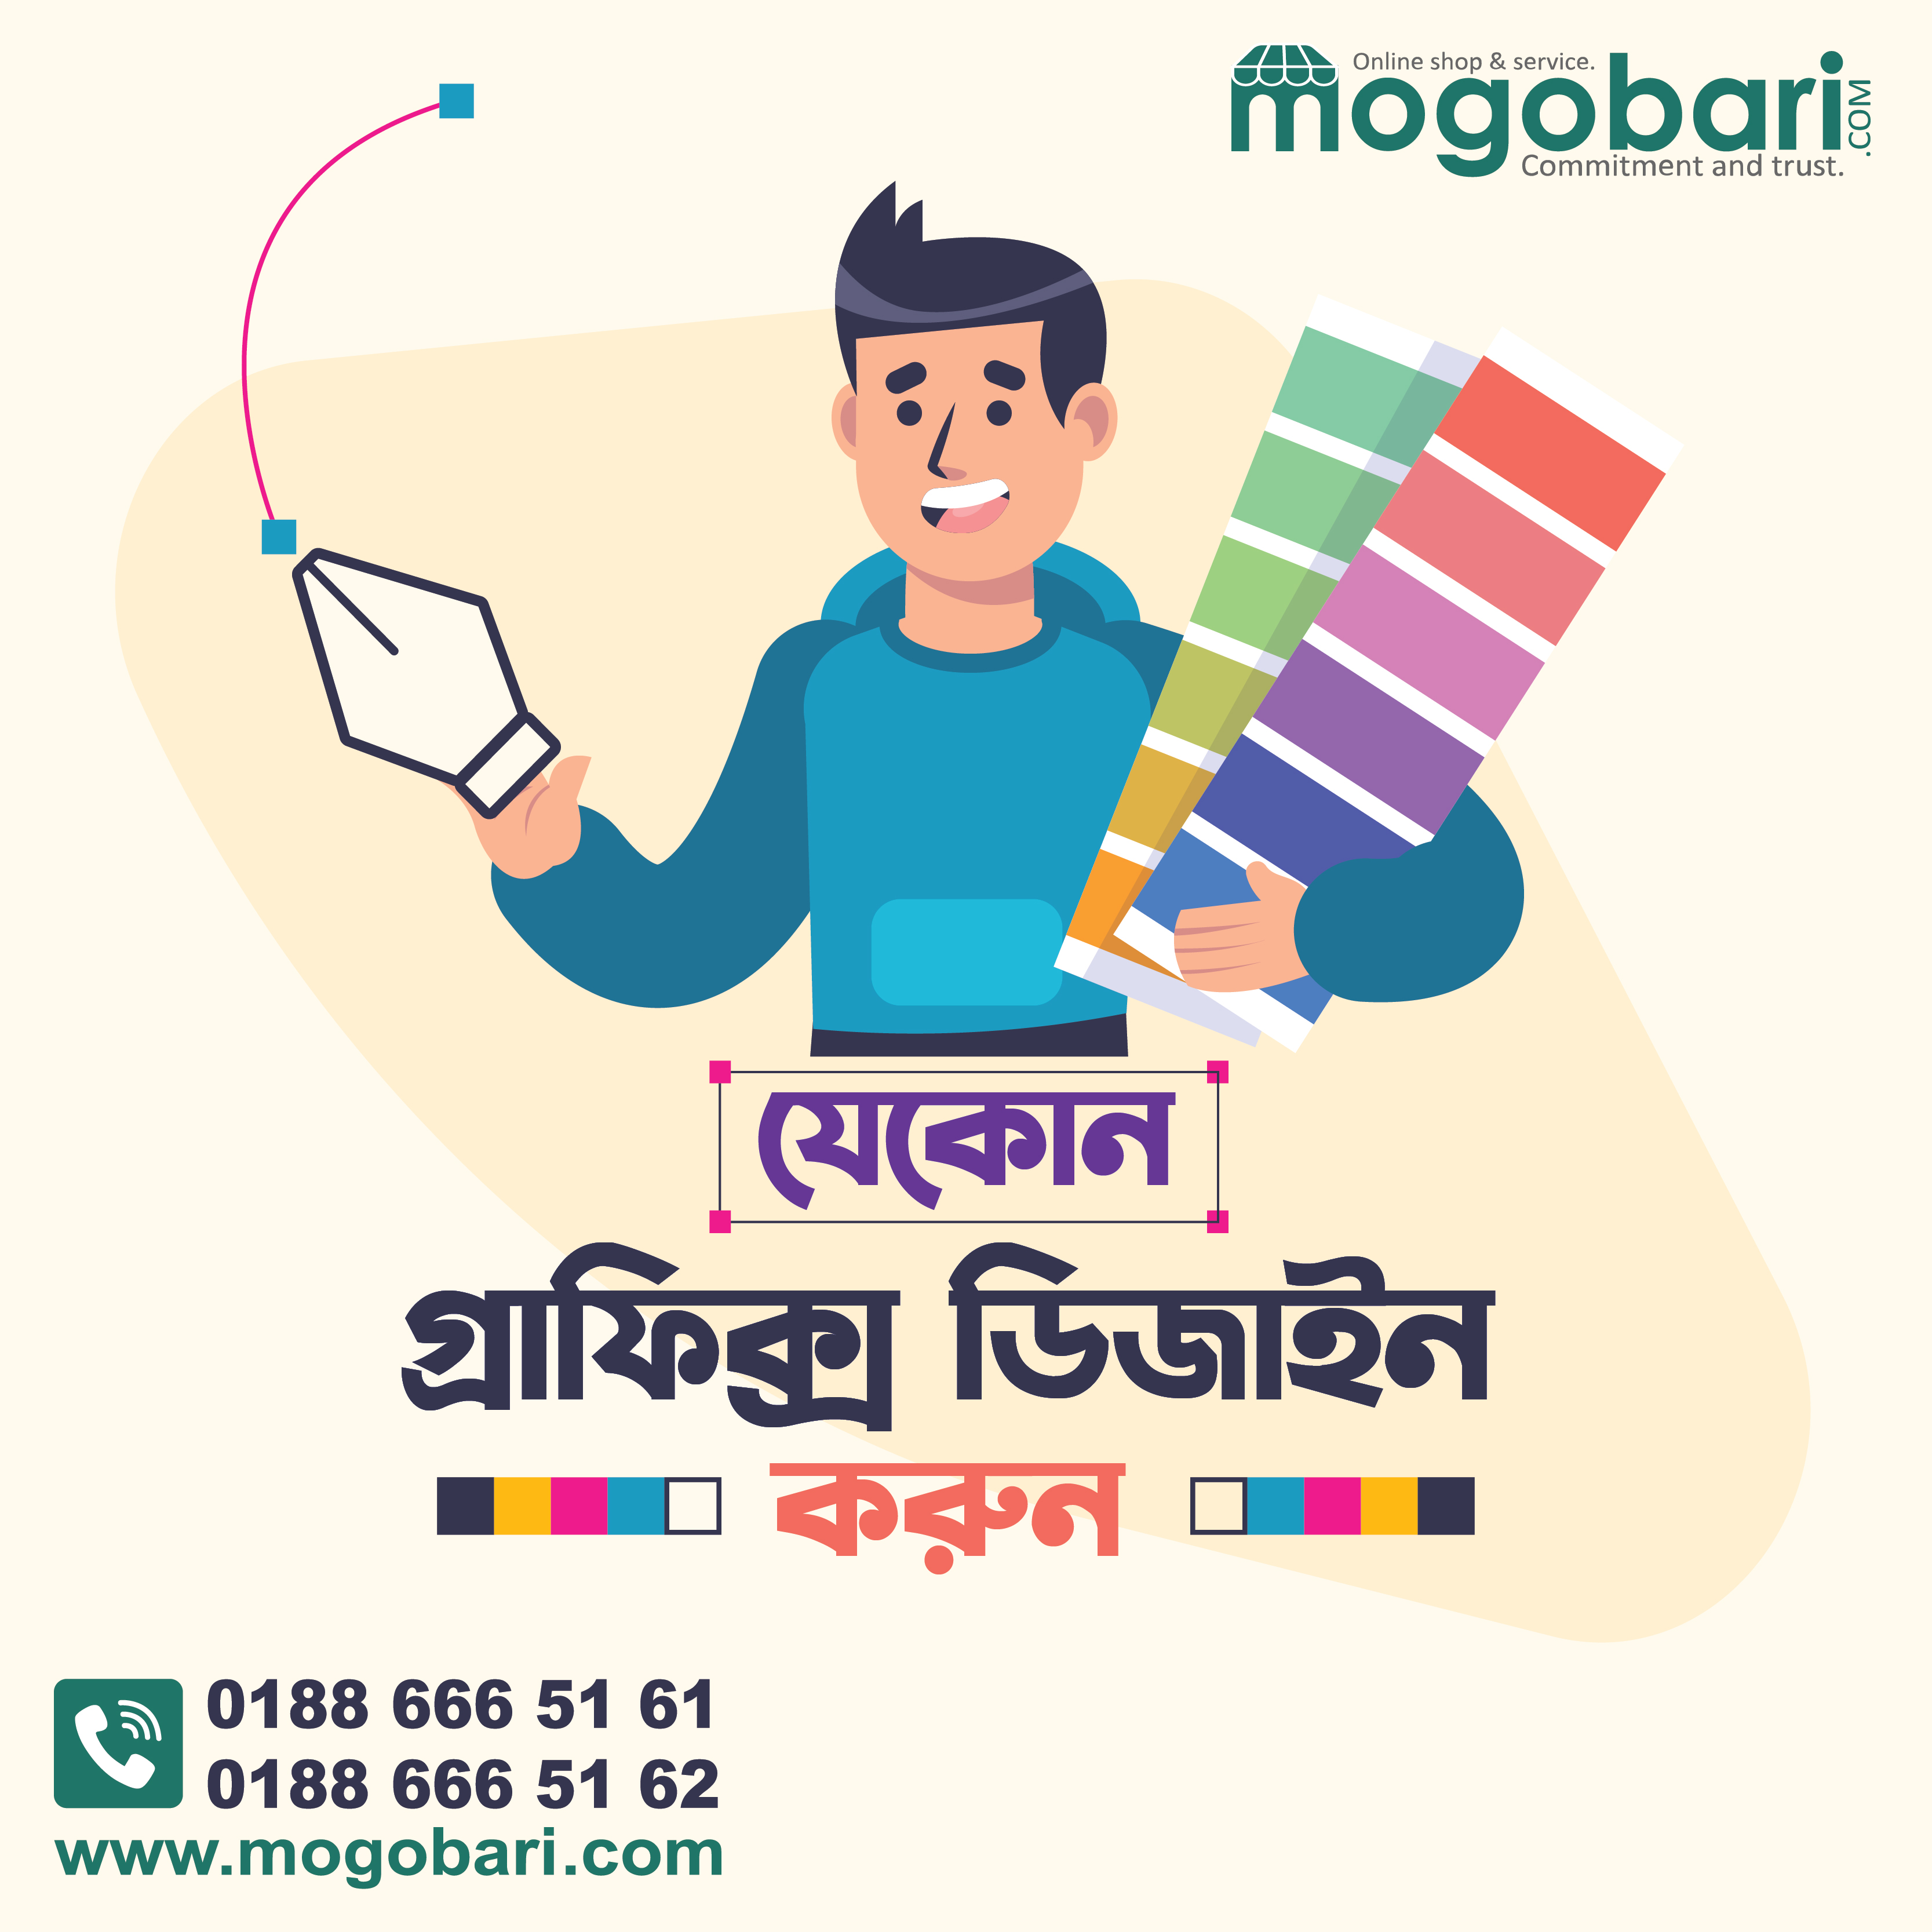 Online shop & service.
mogobari.COM
Commitment and trust.
যেকোন
গ্রাফিক্স ডিজাইন
করুন
0188 666 51 61
0188 666 51 62
www.mogobari.com